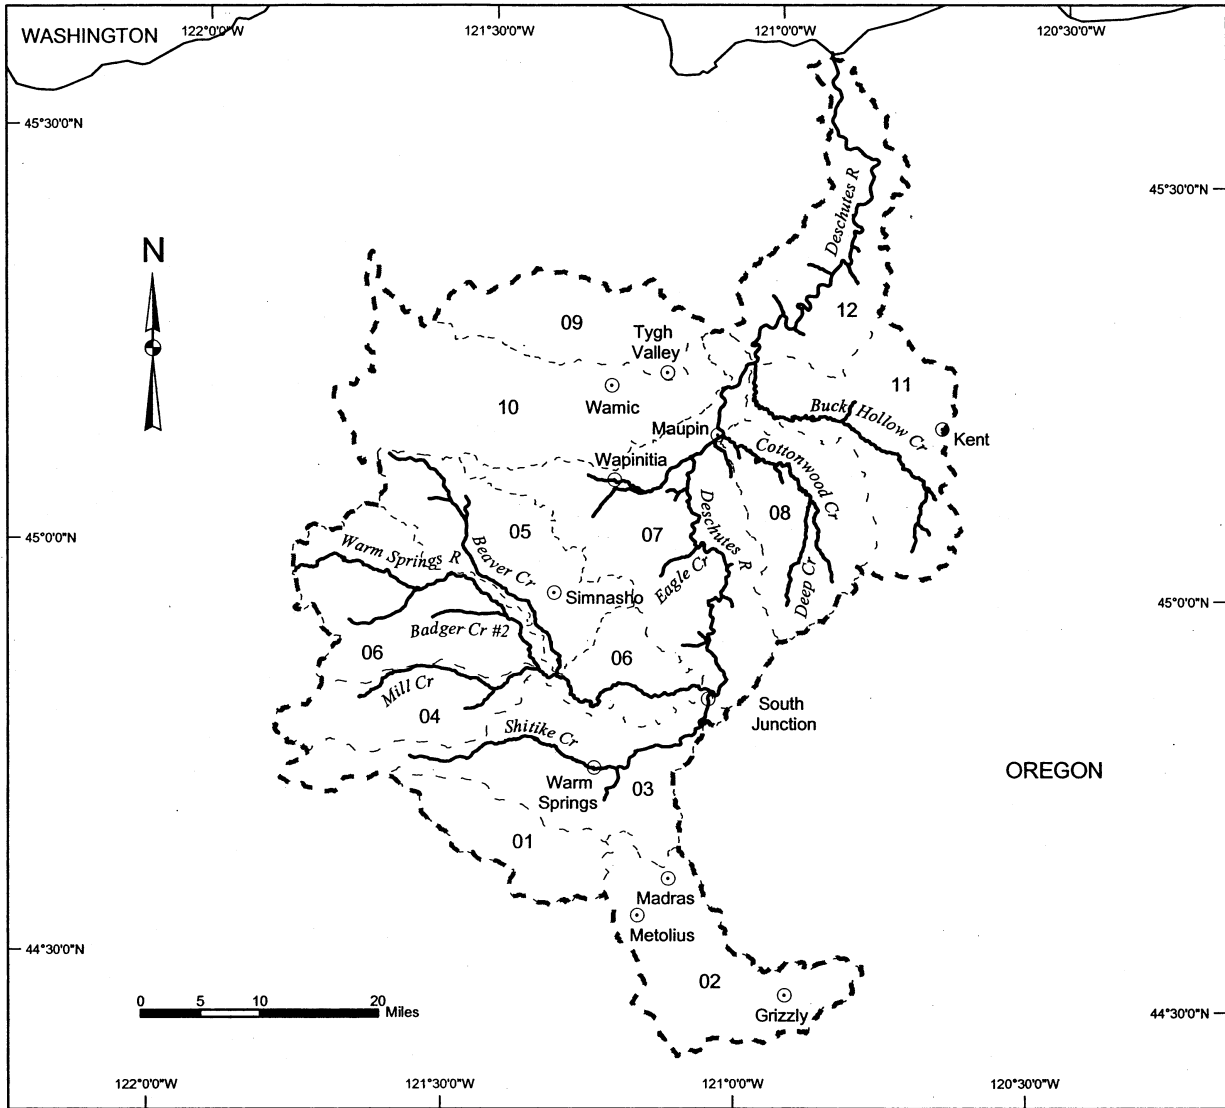 WASHINGTON
122°0'0"W
121°30'0"W
121°0'0"W
120°30'0"W
45°30'0"N
45°30'0"N
N
Deschutes R
12
09
Tygh
Valley
11
10
Wamic
Buck Hollow Cr
Kent
Maupin
Cottonwood Cr
Wapinitia
08
05
07
Deschutes R
45°0'0"N
Warm Springs R
Beaver Cr
Eagle Cr
Deep Cr
45°0'0"N
Simnasho
Badger Cr #2
06
06
Mill Cr
04
South
Junction
Shitike Cr
Warm
Springs
03
OREGON
01
Madras
Metolius
44°30'0"N
02
Grizzly
44°30'0"N
0 5 10 20
Miles
122°0'0"W
121°30'0"W
121°0'0"W
120°30'0"W